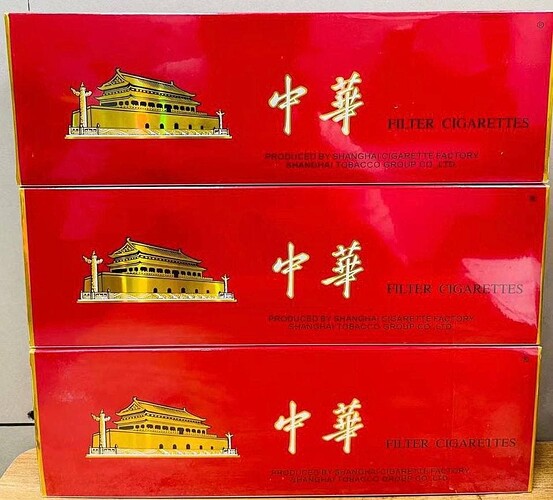 ®
中華 FILTER CIGARETTES
PRODUCED BY SHANGHAI CIGARETTE FACTORY
SHANGHAI TOBACCO GROUP CO., LTD.
®
中華 FILTER CIGARETTES
PRODUCED BY SHANGHAI CIGARETTE FACTORY
SHANGHAI TOBACCO GROUP CO., LTD.
®
中華 FILTER CIGARETTES
PRODUCED BY SHANGHAI CIGARETTE FACTORY
SHANGHAI TOBACCO GROUP CO., LTD.